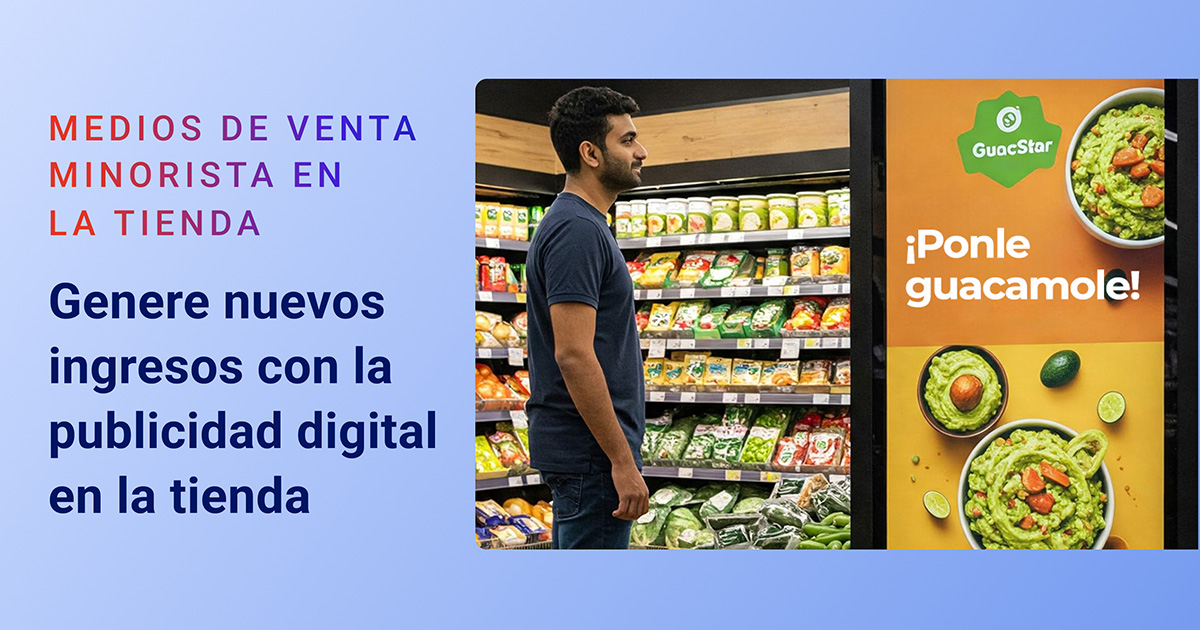 MEDIOS DE VENTA
MINORISTA EN
LA TIENDA
Genere nuevos
ingresos con la
publicidad digital
en la tienda
GuacStar
¡Ponle
guacamole!